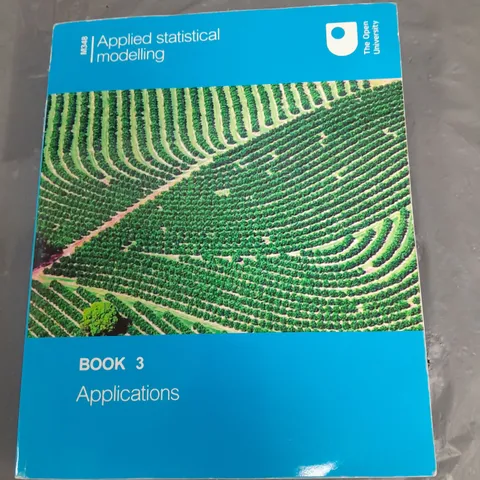 M348
Applied statistical
modelling
The Open
University
BOOK 3
Applications